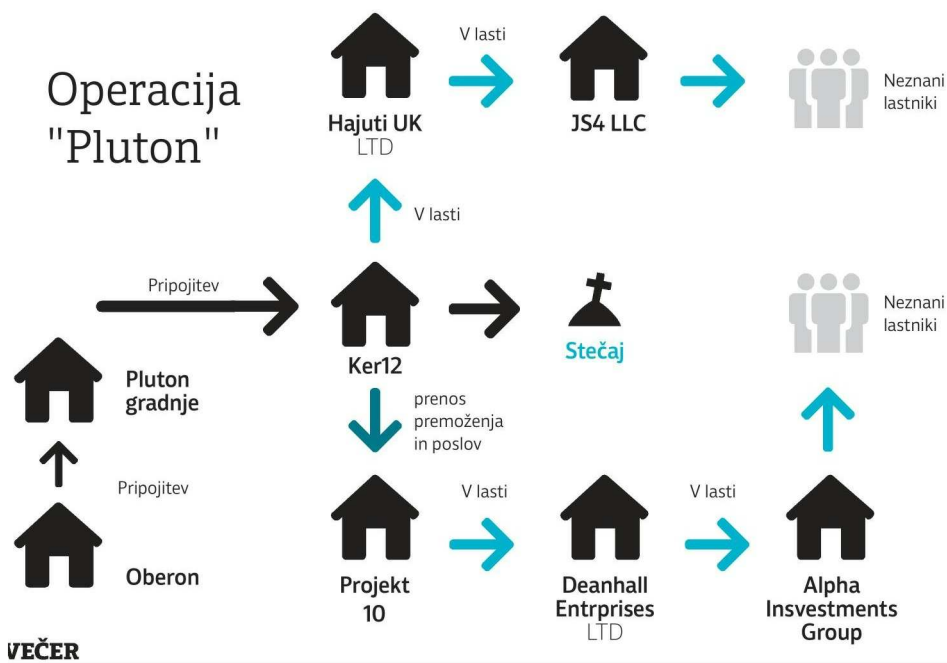 Operacija
"Pluton"
V lasti
Hajuti UK
LTD
JS4 LLC
Neznani
lastniki
V lasti
Pripojitev
Ker12
Stečaj
Neznani
lastniki
Pluton
gradnje
prenos
premoženja
in poslov
Pripojitev
Oberon
V lasti
V lasti
Projekt
10
Deanhall
Entrprises
LTD
Alpha
Insvestments
Group
VEČER